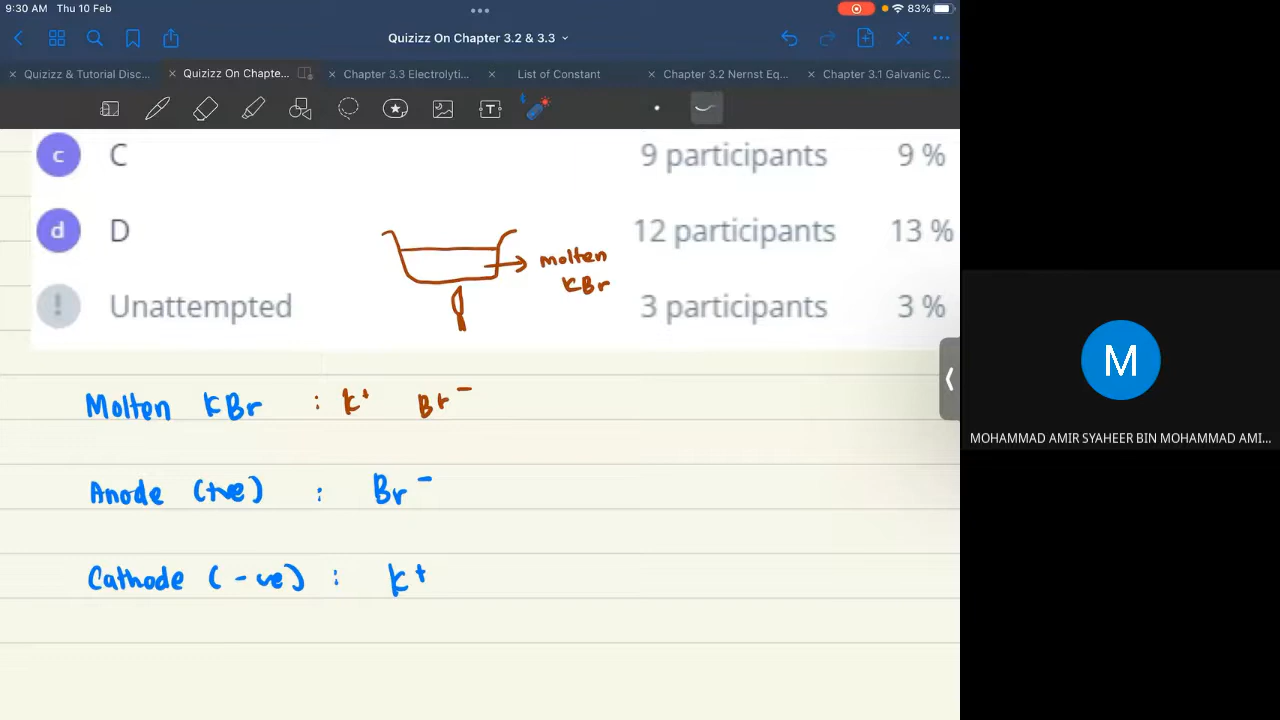 9:30 AM Thu 10 Feb
83%
Quizizz On Chapter 3.2 & 3.3
Quizizz & Tutorial Disc...
Quizizz On Chapte...
Chapter 3.3 Electrolyti...
List of Constant
Chapter 3.2 Nernst Eq...
Chapter 3.1 Galvanic C...
T
c C 9 participants 9 %
d D 12 participants 13 %
! Unattempted 3 participants 3 %
molten
KBr
Molten KBr : K+ Br−
Anode (+ve) : Br−
Cathode (-ve) : K+
M
MOHAMMAD AMIR SYAHEER BIN MOHAMMAD AMI...